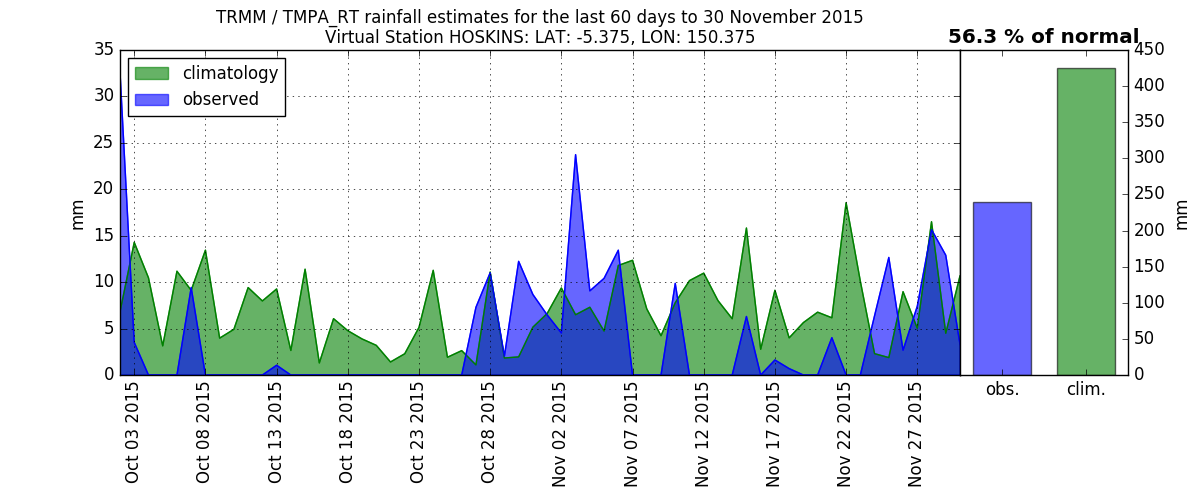 TRMM / TMPA_RT rainfall estimates for the last 60 days to 30 November 2015
Virtual Station HOSKINS: LAT: -5.375, LON: 150.375
56.3 % of normal
climatology
observed
35
30
25
20
15
10
5
0
mm
Oct 03 2015
Oct 08 2015
Oct 13 2015
Oct 18 2015
Oct 23 2015
Oct 28 2015
Nov 02 2015
Nov 07 2015
Nov 12 2015
Nov 17 2015
Nov 22 2015
Nov 27 2015
450
400
350
300
250
200
150
100
50
0
mm
obs.
clim.